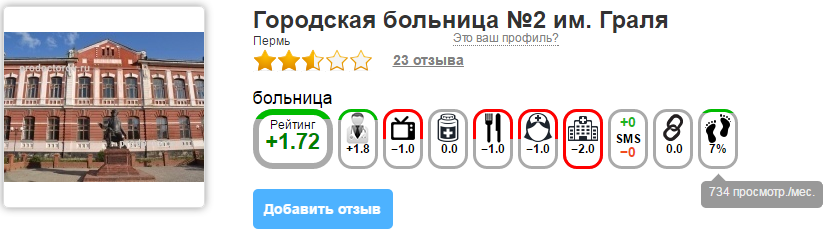 Городская больница №2 им. Граля
Пермь
Это ваш профиль?
23 отзыва
больница
Рейтинг
+1.72
+1.8
−1.0
0.0
−1.0
−1.0
−2.0
+0
SMS
−0
0.0
7%
734 просмотр./мес.
Добавить отзыв